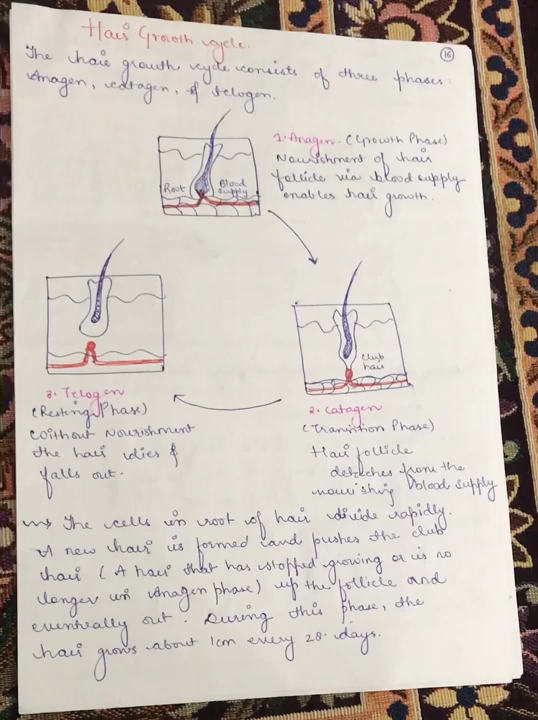 16
Hair Growth cycle.
The hair growth cycle consists of three phases:
Anagen, catagen, & telogen.
1. Anagen. (Growth Phase)
Nourishment of hair
follicle via blood supply
enables hair growth.
Root
Blood
supply
Club
hair
2. Catagen
(Transition Phase)
Hair follicle
detaches from the
nourishing blood supply
3. Telogen
(Resting Phase)
Without Nourishment
the hair dies &
falls out.
The cells in root of hair divide rapidly.
A new hair is formed and pushes the club
hair (A hair that has stopped growing or is no
longer in Anagen phase) up the follicle and
eventually out. During this phase, the
hair grows about 1cm every 28 days.